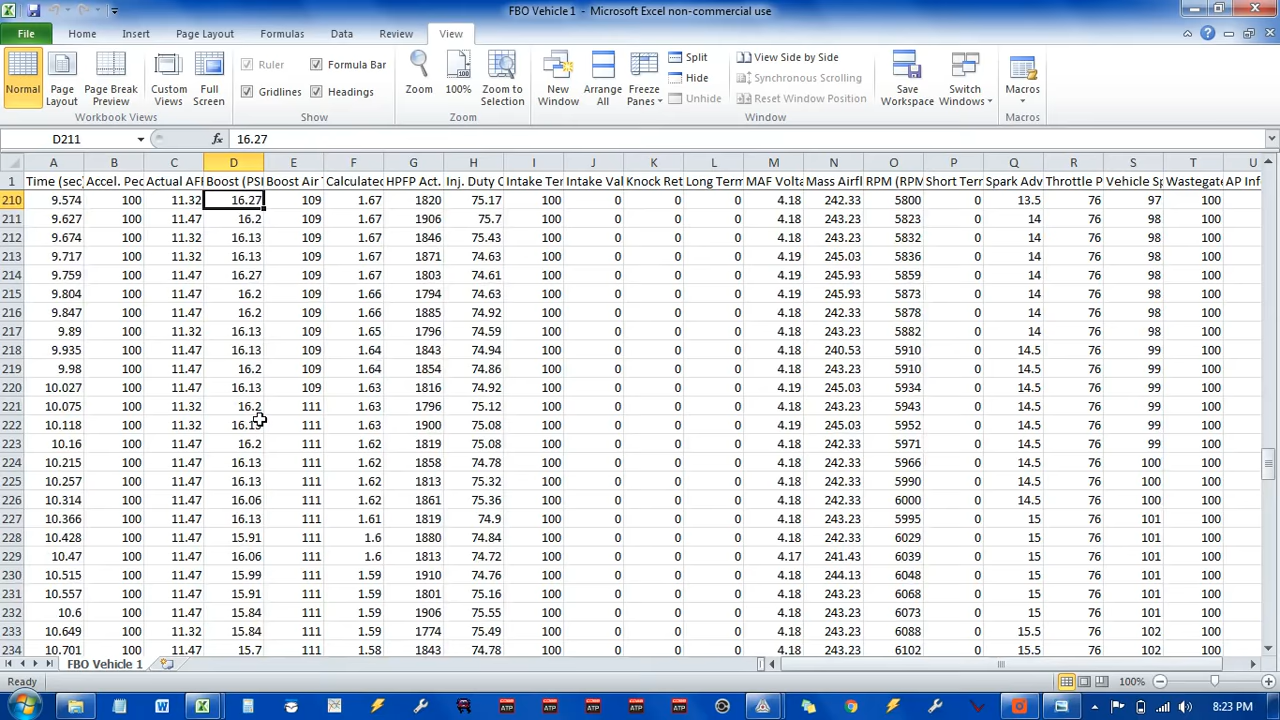 FBO Vehicle 1 - Microsoft Excel non-commercial use
File Home Insert Page Layout Formulas Data Review View
Normal Page Layout Page Break Preview Custom Views Full Screen
Ruler Formula Bar
Gridlines Headings
Zoom 100% Zoom to Selection
New Window Arrange All Freeze Panes
Split
Hide
Unhide
View Side by Side
Synchronous Scrolling
Reset Window Position
Save Workspace Switch Windows Macros
Workbook Views Show Zoom Window Macros
D211 fx 16.27
A B C D E F G H I J K L M N O P Q R S T U
1 Time (sec Accel. Pec Actual AFI Boost (PSI Boost Air T Calculated HPFP Act. Inj. Duty C Intake Ter Intake Val Knock Ret Long Term MAF Volta Mass Airfl RPM (RPM Short Terr Spark Adv Throttle P Vehicle Sp Wastegate AP Inf
210 9.574 100 11.32 16.27 109 1.67 1820 75.17 100 0 0 0 4.18 242.33 5800 0 13.5 76 97 100
211 9.627 100 11.47 16.2 109 1.67 1906 75.7 100 0 0 0 4.18 243.23 5823 0 14 76 98 100
212 9.674 100 11.47 16.13 109 1.67 1846 75.43 100 0 0 0 4.18 243.23 5832 0 14 76 98 100
213 9.717 100 11.32 16.13 109 1.67 1871 74.63 100 0 0 0 4.19 245.03 5836 0 14 76 98 100
214 9.759 100 11.32 16.27 109 1.67 1803 74.61 100 0 0 0 4.19 245.93 5859 0 14 76 98 100
215 9.804 100 11.47 16.2 109 1.66 1794 74.63 100 0 0 0 4.19 245.93 5873 0 14 76 98 100
216 9.847 100 11.47 16.2 109 1.66 1885 74.92 100 0 0 0 4.18 242.33 5878 0 14 76 98 100
217 9.89 100 11.32 16.13 109 1.65 1796 74.59 100 0 0 0 4.18 243.23 5882 0 14 76 98 100
218 9.935 100 11.47 16.13 109 1.64 1843 74.94 100 0 0 0 4.18 240.53 5910 0 14.5 76 99 100
219 9.98 100 11.47 16.2 109 1.64 1854 74.86 100 0 0 0 4.18 243.23 5910 0 14.5 76 99 100
220 10.027 100 11.47 16.13 109 1.63 1816 74.92 100 0 0 0 4.19 245.03 5934 0 14.5 76 99 100
221 10.075 100 11.32 16.2 111 1.63 1796 75.12 100 0 0 0 4.18 243.23 5943 0 14.5 76 99 100
222 10.118 100 11.32 111 1.63 1900 75.08 100 0 0 0 4.19 245.03 5952 0 14.5 76 99 100
223 10.16 100 11.47 16.2 111 1.62 1819 75.08 100 0 0 0 4.18 242.33 5971 0 14.5 76 99 100
224 10.215 100 11.47 16.13 111 1.62 1858 74.78 100 0 0 0 4.18 242.33 5966 0 14.5 76 100 100
225 10.257 100 11.47 16.13 111 1.62 1813 75.32 100 0 0 0 4.18 242.33 5990 0 14.5 76 100 100
226 10.314 100 11.47 16.06 111 1.62 1861 75.36 100 0 0 0 4.18 242.33 6000 0 14.5 76 100 100
227 10.366 100 11.47 16.13 111 1.61 1819 74.9 100 0 0 0 4.18 242.33 5995 0 15 76 101 100
228 10.428 100 11.47 15.91 111 1.6 1880 74.84 100 0 0 0 4.18 242.33 6029 0 15 76 101 100
229 10.47 100 11.47 16.06 111 1.6 1813 74.72 100 0 0 0 4.17 241.43 6039 0 15 76 101 100
230 10.515 100 11.47 15.99 111 1.59 1910 74.76 100 0 0 0 4.18 244.13 6048 0 15 76 101 100
231 10.557 100 11.47 15.91 111 1.59 1801 75.16 100 0 0 0 4.18 242.33 6068 0 15 76 101 100
232 10.6 100 11.47 15.84 111 1.59 1906 75.55 100 0 0 0 4.18 242.33 6073 0 15 76 101 100
233 10.649 100 11.32 15.84 111 1.59 1774 75.49 100 0 0 0 4.18 243.23 6088 0 15.5 76 102 100
234 10.701 100 11.47 15.7 111 1.58 1843 74.78 100 0 0 0 4.18 242.33 6102 0 15.5 76 102 100
FBO Vehicle 1
Ready 100%
ATP ATP ATP ATP ATP 8:23 PM